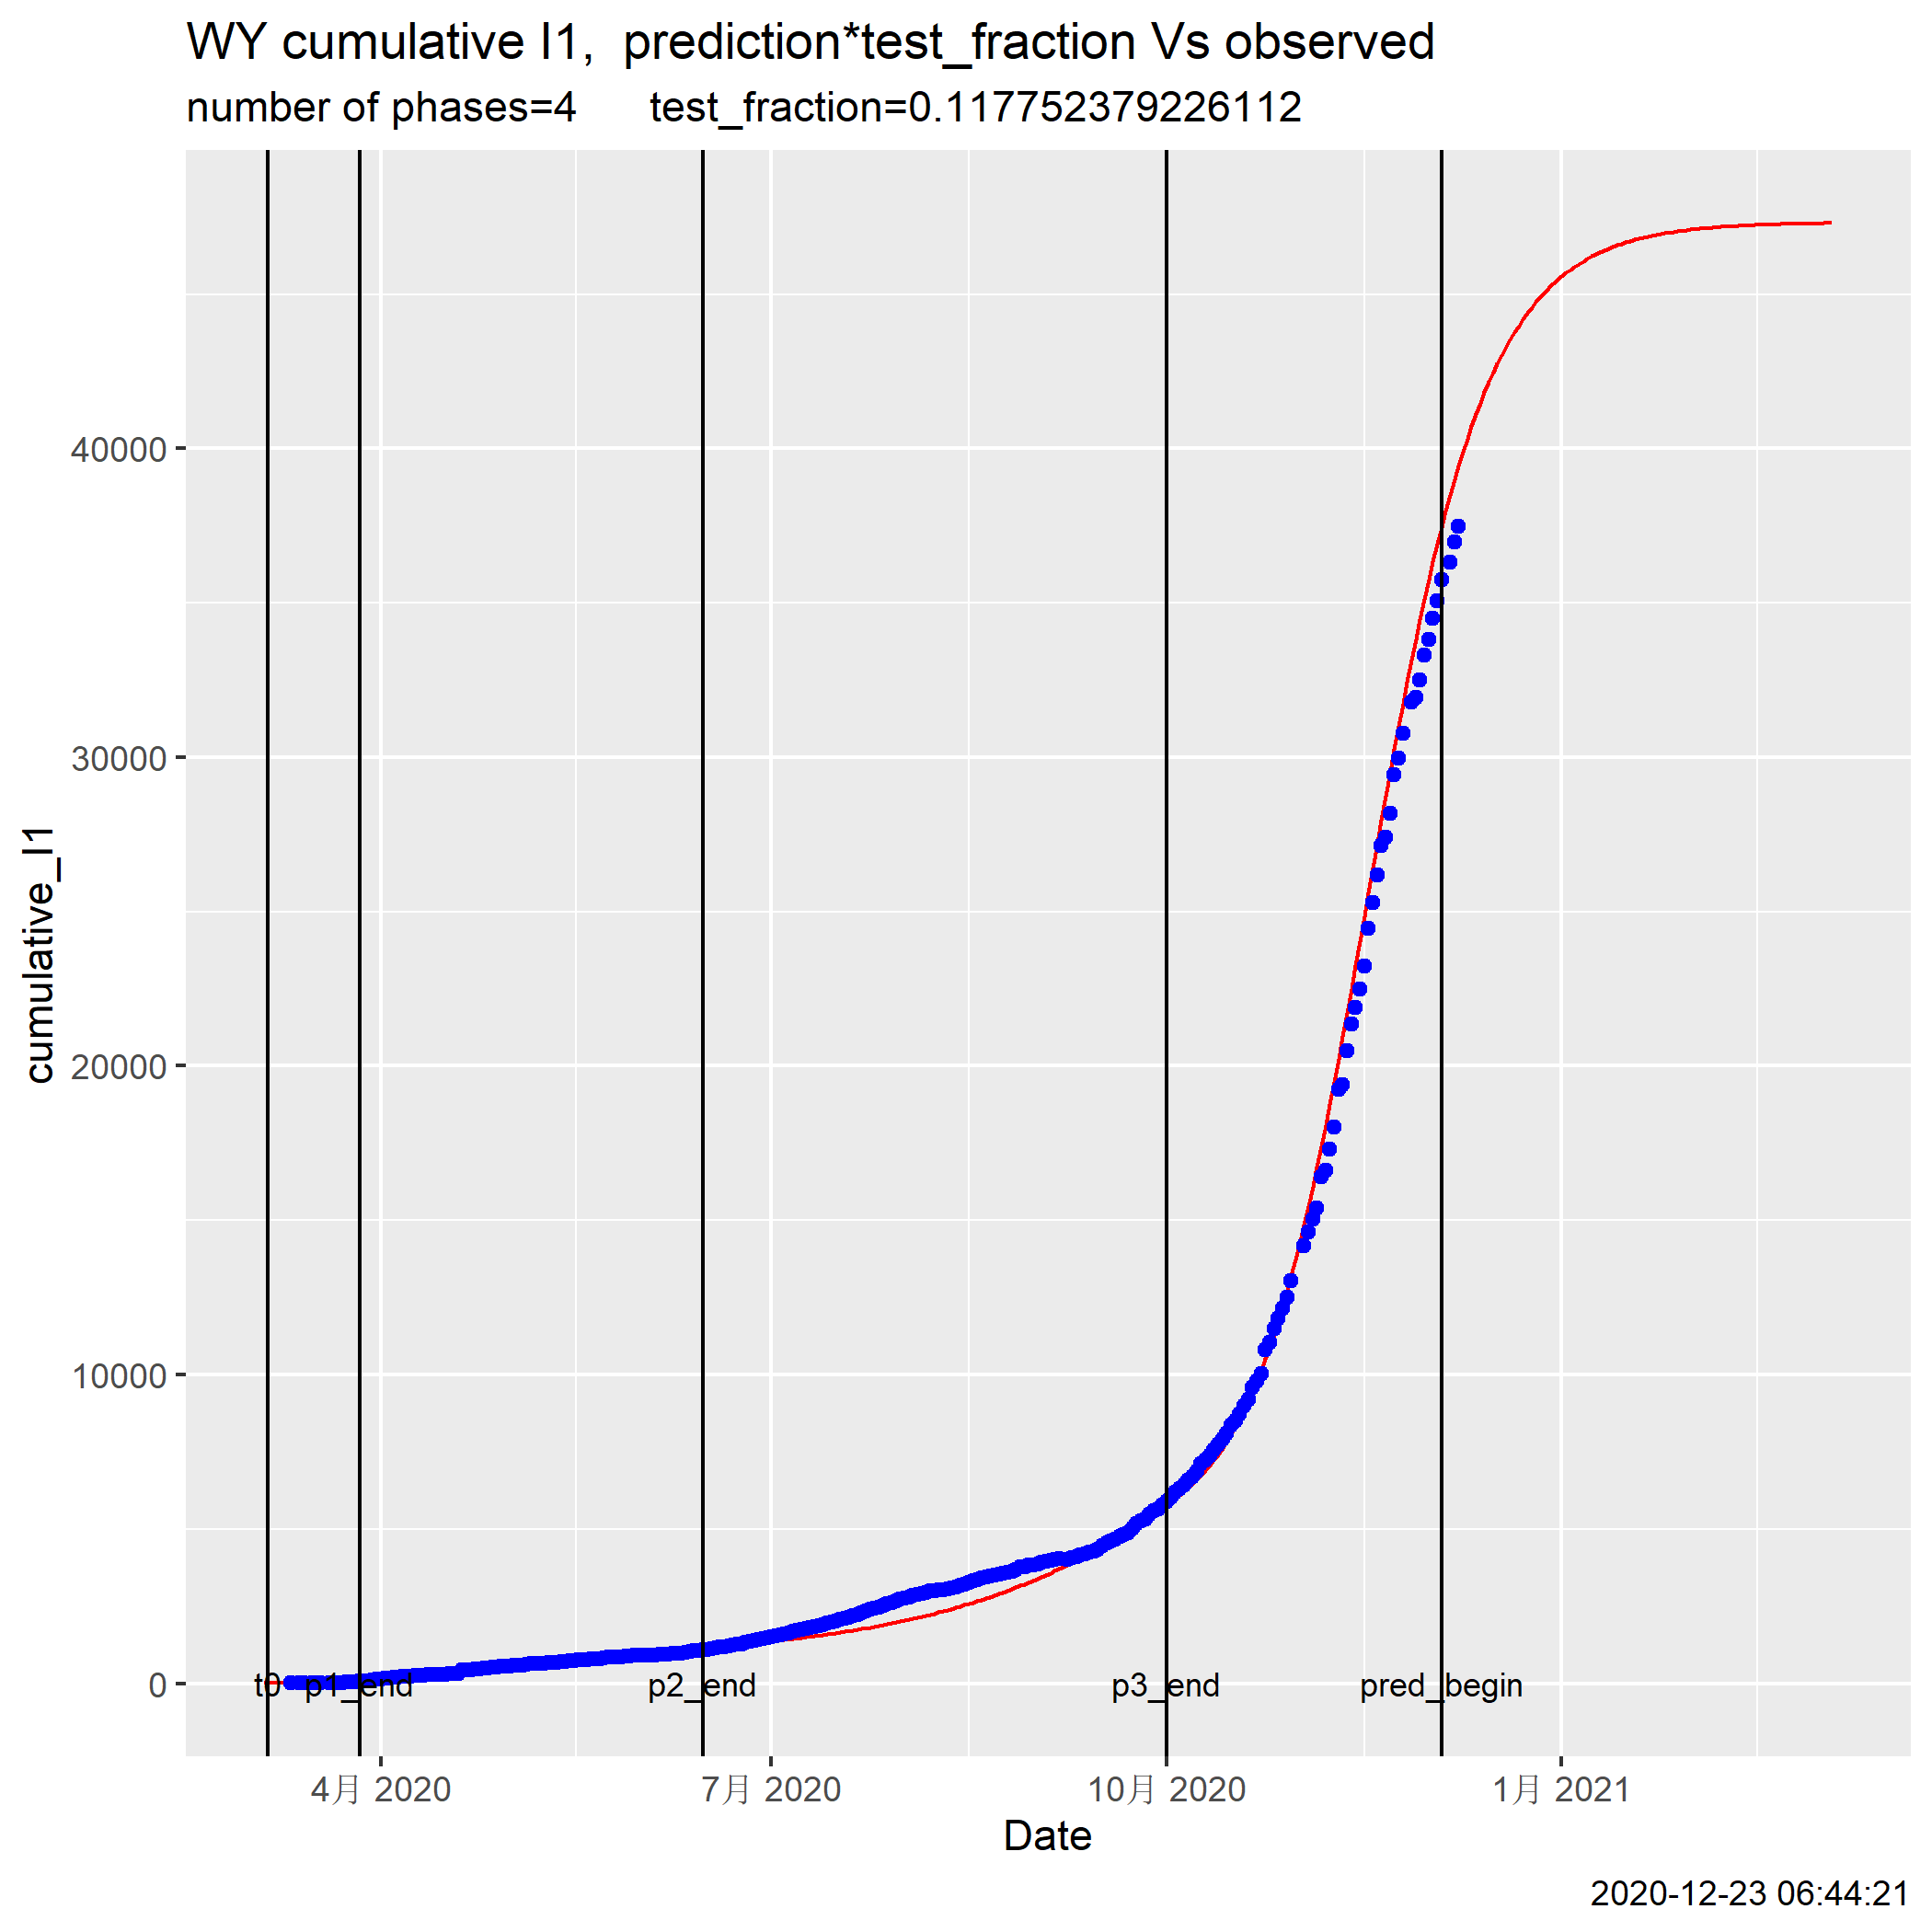 WY cumulative I1,  prediction*test_fraction Vs observed
number of phases=4      test_fraction=0.117752379226112
cumulative_I1
40000
30000
20000
10000
0
t0 p1_end p2_end p3_end pred_begin
4月 2020 7月 2020 10月 2020 1月 2021
Date
2020-12-23 06:44:21